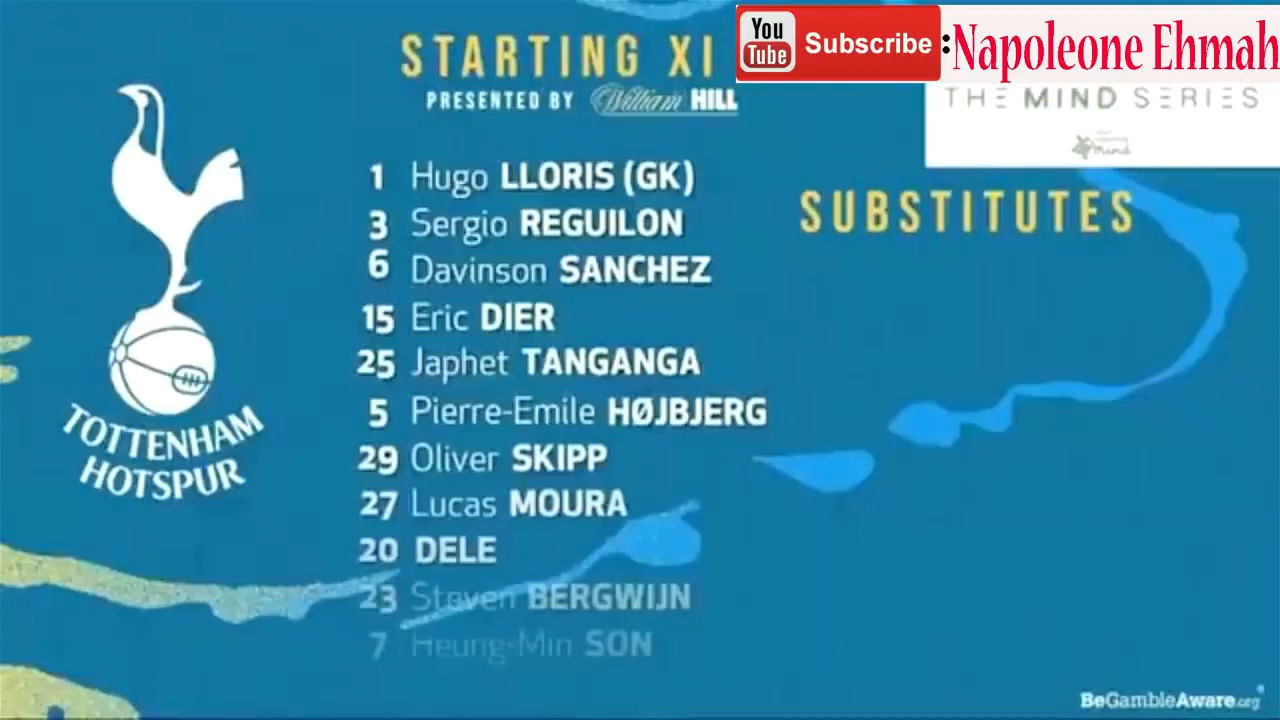 STARTING XI
PRESENTED BY William HILL
You Tube Subscribe :Napoleone Ehmah
THE MIND SERIES
mind
TOTTENHAM
HOTSPUR
1 Hugo LLORIS (GK)
3 Sergio REGUILON
6 Davinson SANCHEZ
15 Eric DIER
25 Japhet TANGANGA
5 Pierre-Emile HØJBJERG
29 Oliver SKIPP
27 Lucas MOURA
20 DELE
23 Steven BERGWIJN
7 Heung-Min SON
SUBSTITUTES
BeGambleAware.org